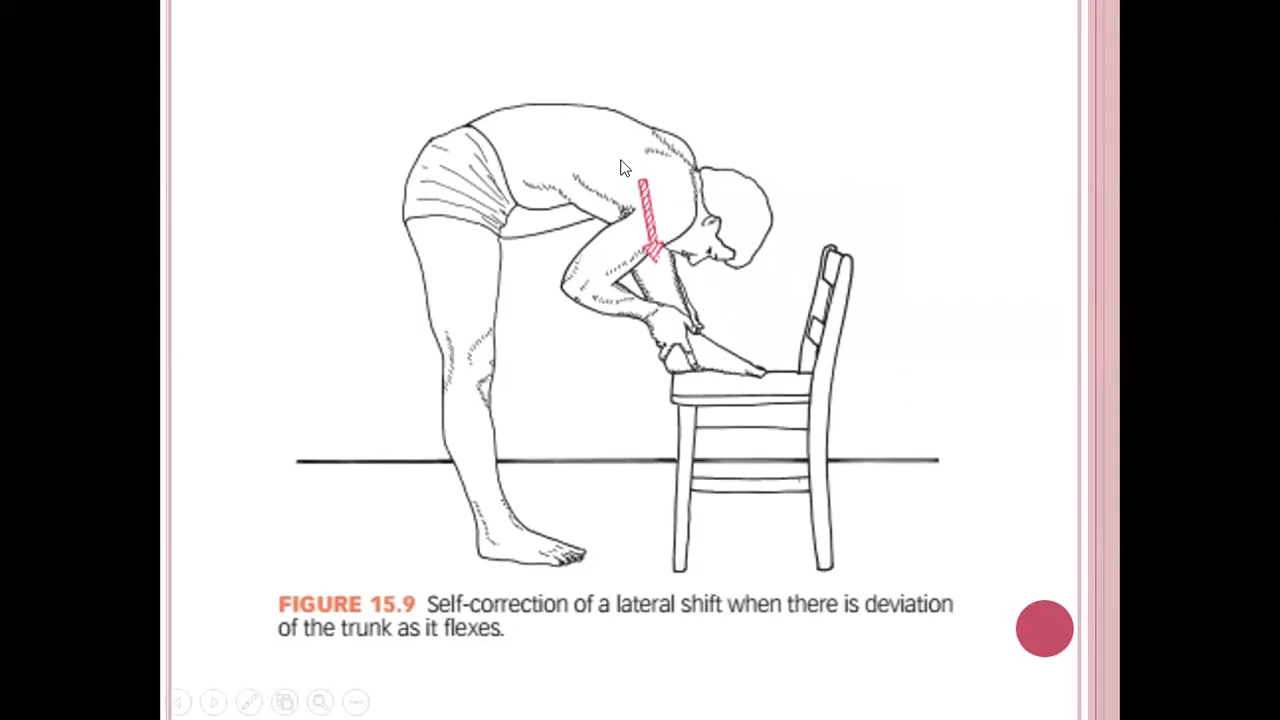 FIGURE 15.9 Self-correction of a lateral shift when there is deviation
of the trunk as it flexes.